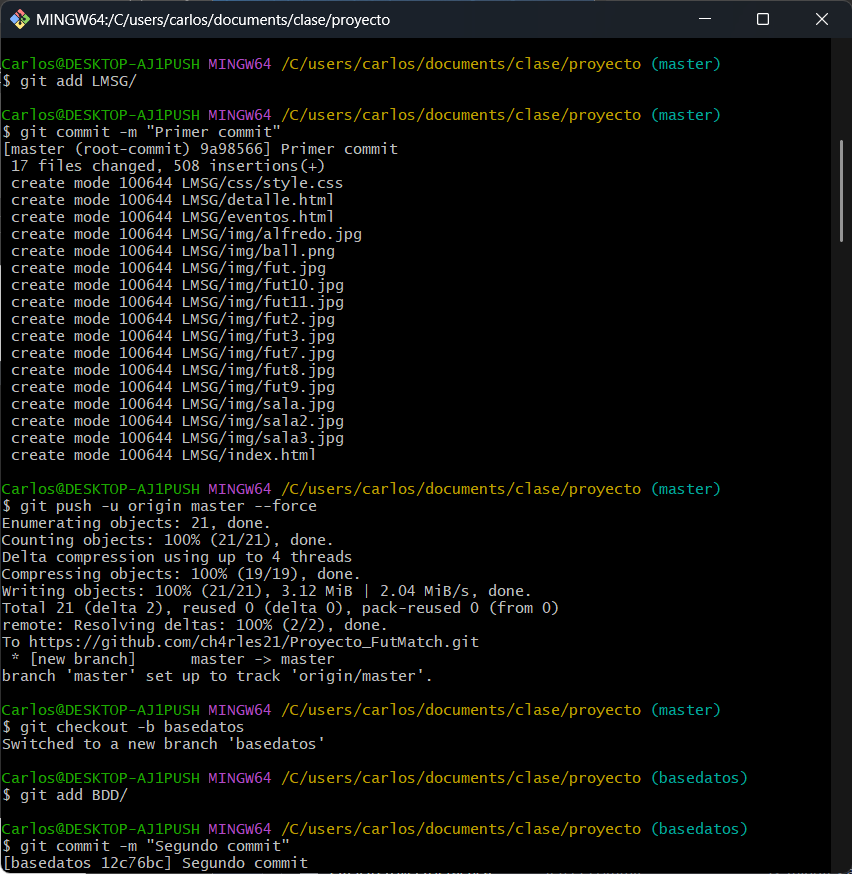 MINGW64:/C/users/carlos/documents/clase/proyecto
Carlos@DESKTOP-AJ1PUSH MINGW64 /C/users/carlos/documents/clase/proyecto (master)
$ git add LMSG/
Carlos@DESKTOP-AJ1PUSH MINGW64 /C/users/carlos/documents/clase/proyecto (master)
$ git commit -m "Primer commit"
[master (root-commit) 9a98566] Primer commit
 17 files changed, 508 insertions(+)
 create mode 100644 LMSG/css/style.css
 create mode 100644 LMSG/detalle.html
 create mode 100644 LMSG/eventos.html
 create mode 100644 LMSG/img/alfredo.jpg
 create mode 100644 LMSG/img/ball.png
 create mode 100644 LMSG/img/fut.jpg
 create mode 100644 LMSG/img/fut10.jpg
 create mode 100644 LMSG/img/fut11.jpg
 create mode 100644 LMSG/img/fut2.jpg
 create mode 100644 LMSG/img/fut3.jpg
 create mode 100644 LMSG/img/fut7.jpg
 create mode 100644 LMSG/img/fut8.jpg
 create mode 100644 LMSG/img/fut9.jpg
 create mode 100644 LMSG/img/sala.jpg
 create mode 100644 LMSG/img/sala2.jpg
 create mode 100644 LMSG/img/sala3.jpg
 create mode 100644 LMSG/index.html
Carlos@DESKTOP-AJ1PUSH MINGW64 /C/users/carlos/documents/clase/proyecto (master)
$ git push -u origin master --force
Enumerating objects: 21, done.
Counting objects: 100% (21/21), done.
Delta compression using up to 4 threads
Compressing objects: 100% (19/19), done.
Writing objects: 100% (21/21), 3.12 MiB | 2.04 MiB/s, done.
Total 21 (delta 2), reused 0 (delta 0), pack-reused 0 (from 0)
remote: Resolving deltas: 100% (2/2), done.
To https://github.com/ch4rles21/Proyecto_FutMatch.git
 * [new branch]      master -> master
branch 'master' set up to track 'origin/master'.
Carlos@DESKTOP-AJ1PUSH MINGW64 /C/users/carlos/documents/clase/proyecto (master)
$ git checkout -b basedatos
Switched to a new branch 'basedatos'
Carlos@DESKTOP-AJ1PUSH MINGW64 /C/users/carlos/documents/clase/proyecto (basedatos)
$ git add BDD/
Carlos@DESKTOP-AJ1PUSH MINGW64 /C/users/carlos/documents/clase/proyecto (basedatos)
$ git commit -m "Segundo commit"
[basedatos 12c76bc] Segundo commit